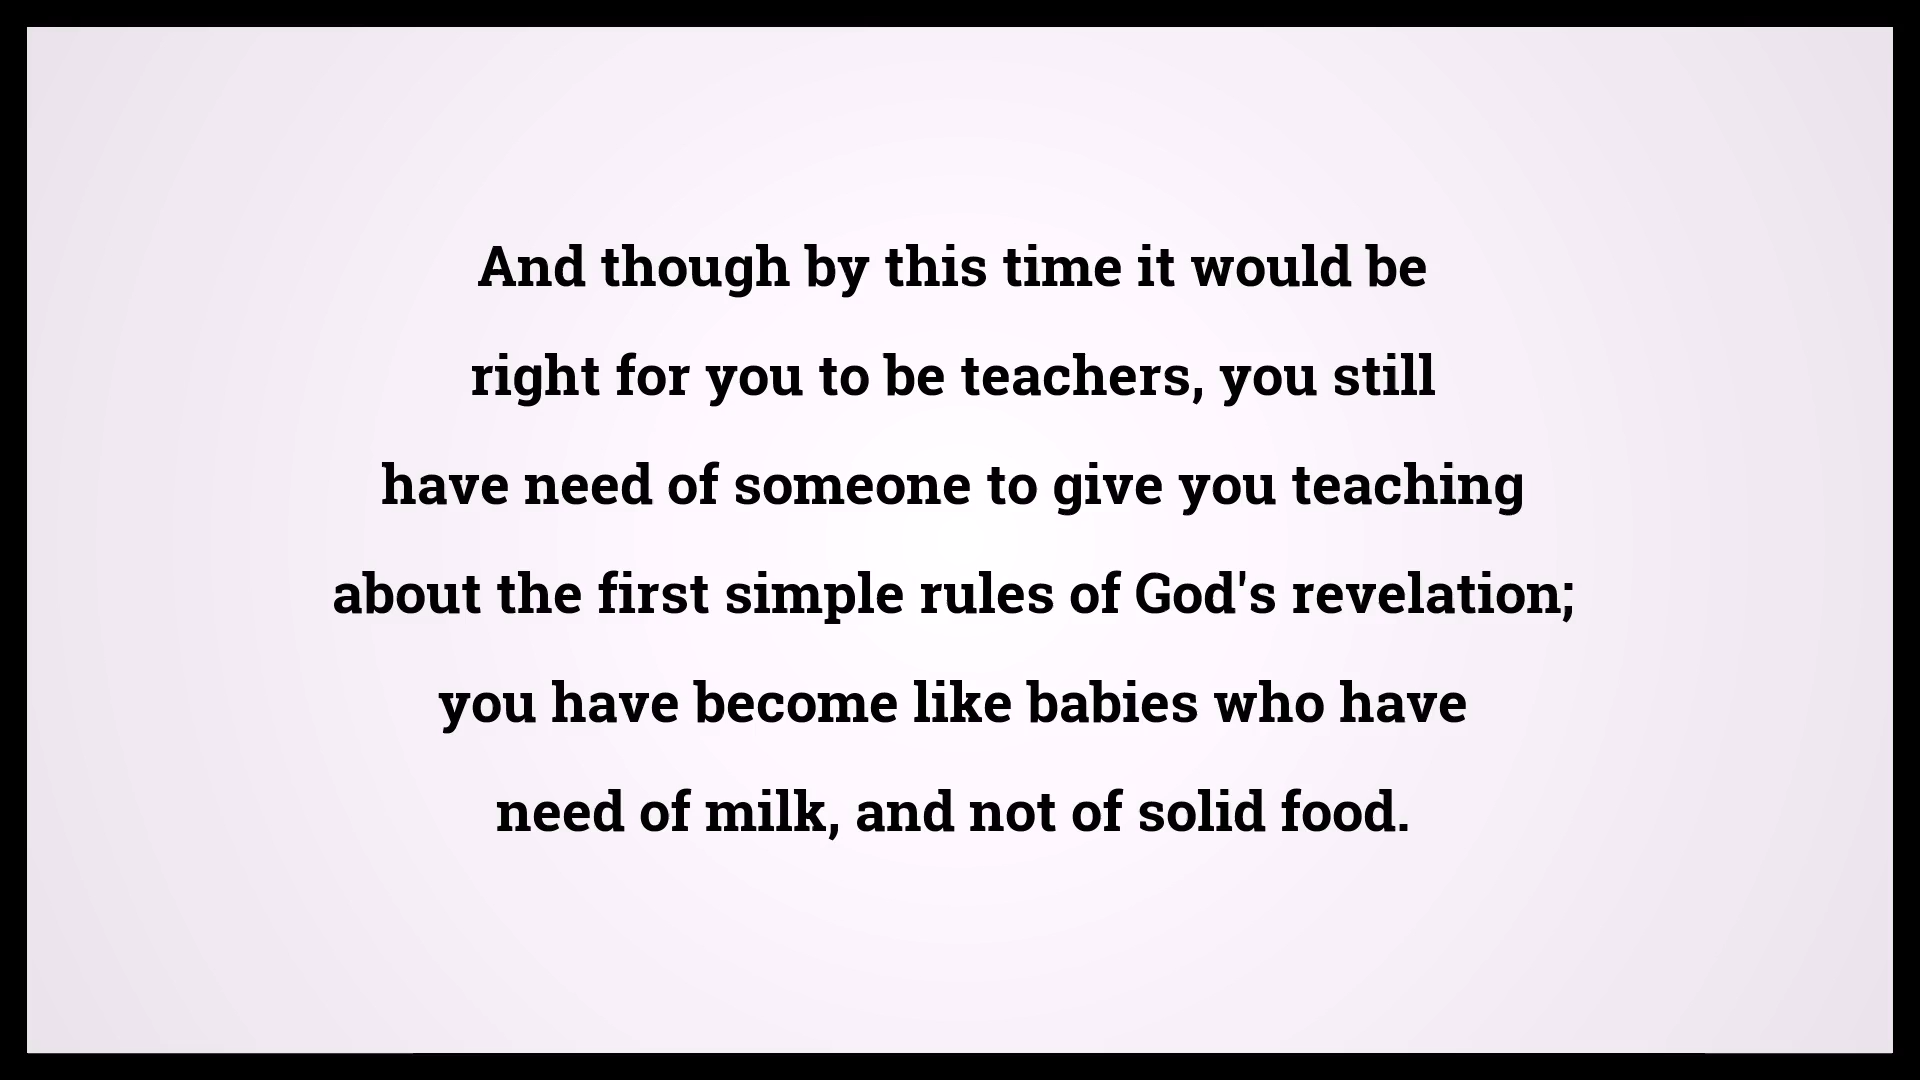 And though by this time it would be
right for you to be teachers, you still
have need of someone to give you teaching
about the first simple rules of God's revelation;
you have become like babies who have
need of milk, and not of solid food.